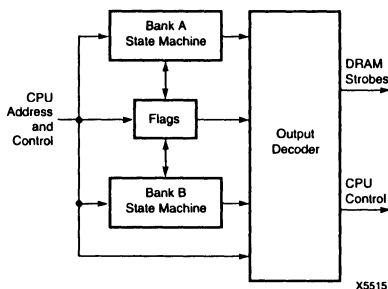 Bank A
State Machine
CPU
Address
and
Control
Flags
Bank B
State Machine
Output
Decoder
DRAM
Strobes
CPU
Control
X5515